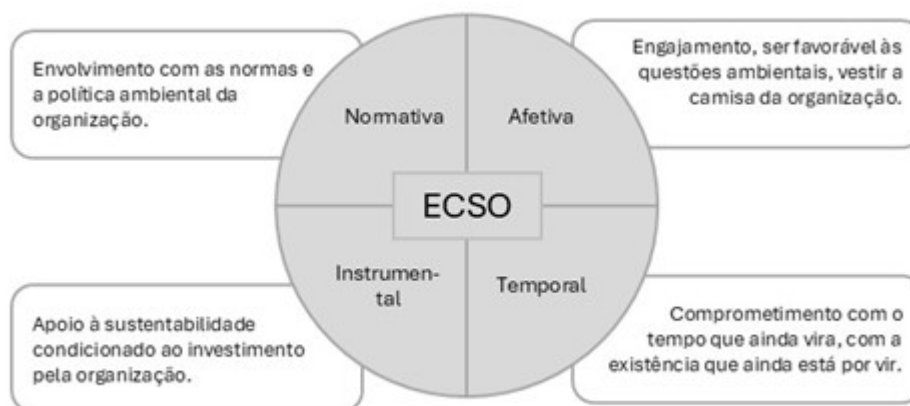 Envolvimento com as normas e
a política ambiental da
organização.
Engajamento, ser favorável às
questões ambientais, vestir a
camisa da organização.
Normativa
Afetiva
ECSO
Instrumen-
tal
Temporal
Apoio à sustentabilidade
condicionado ao investimento
pela organização.
Comprometimento com o
tempo que ainda vira, com a
existência que ainda está por vir.